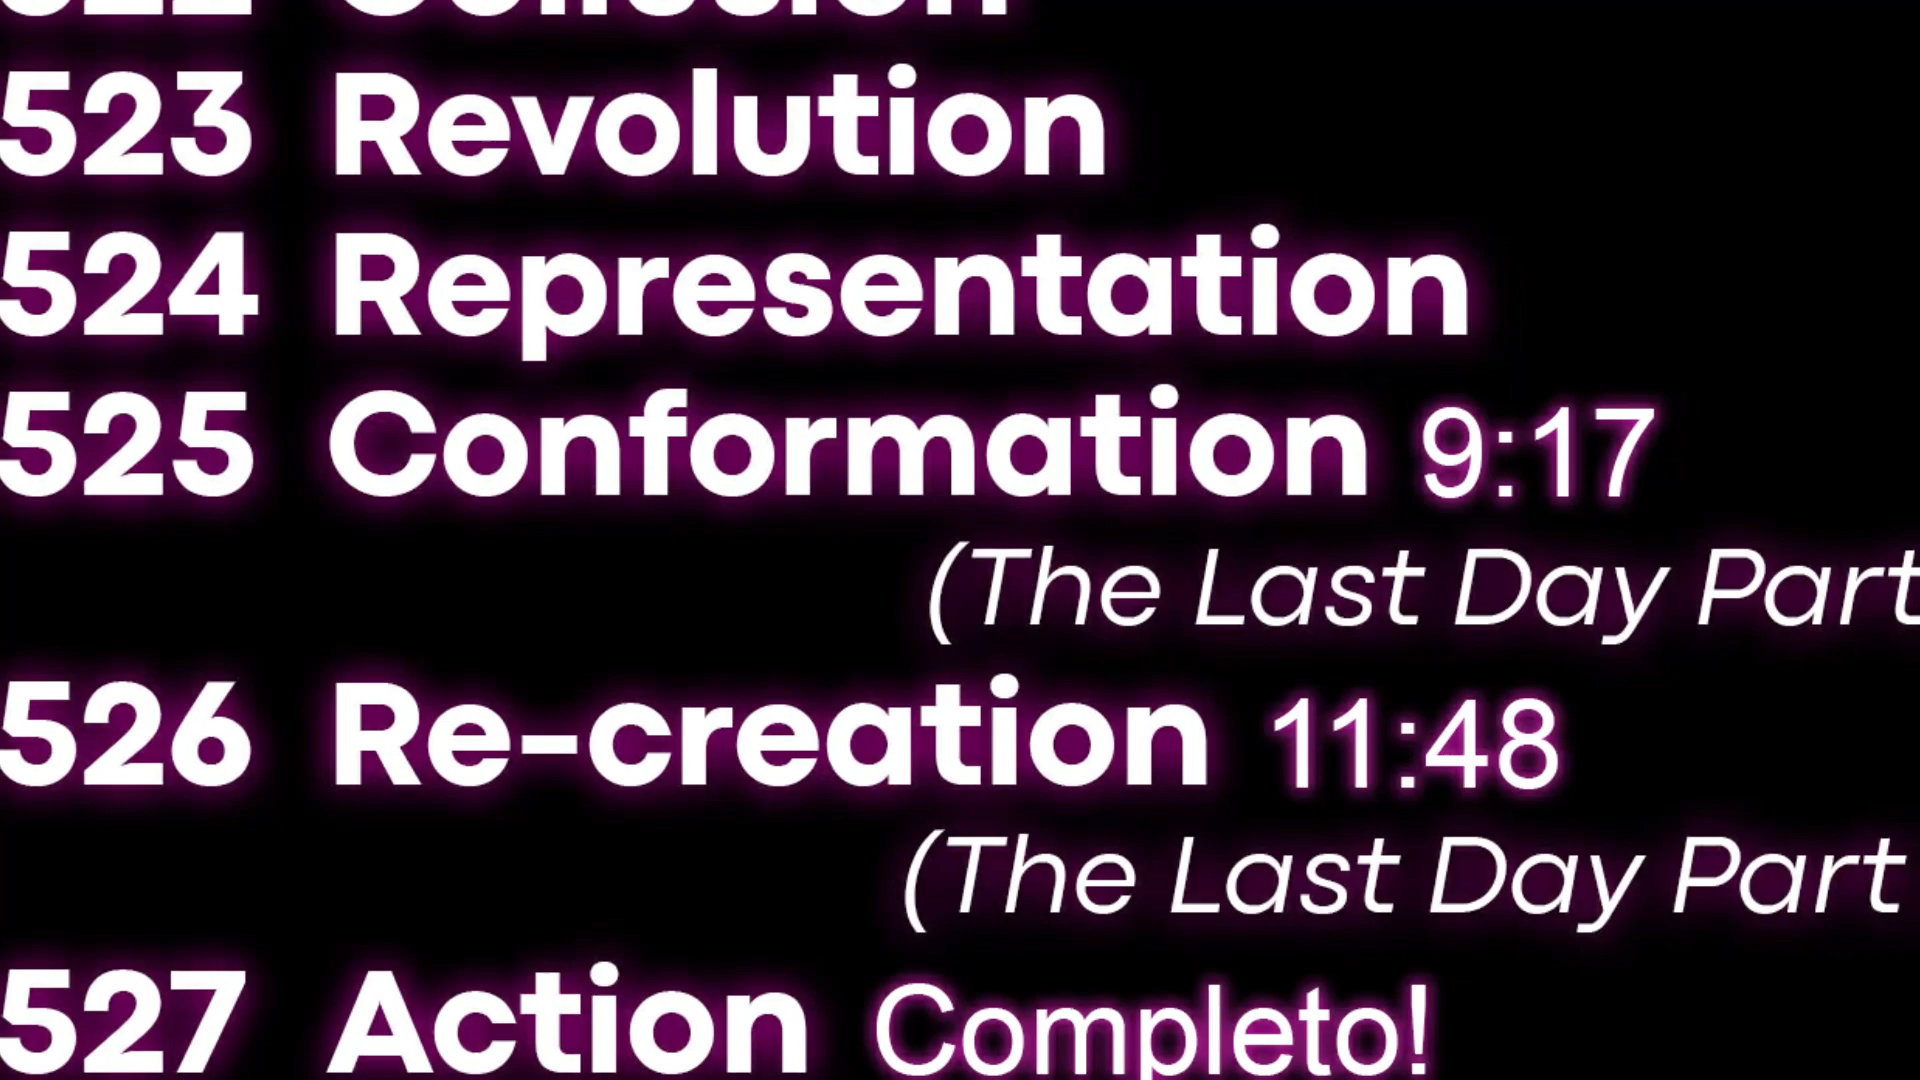 523 Revolution
524 Representation
525 Conformation 9:17
(The Last Day Part
526 Re-creation 11:48
(The Last Day Part
527 Action Completo!